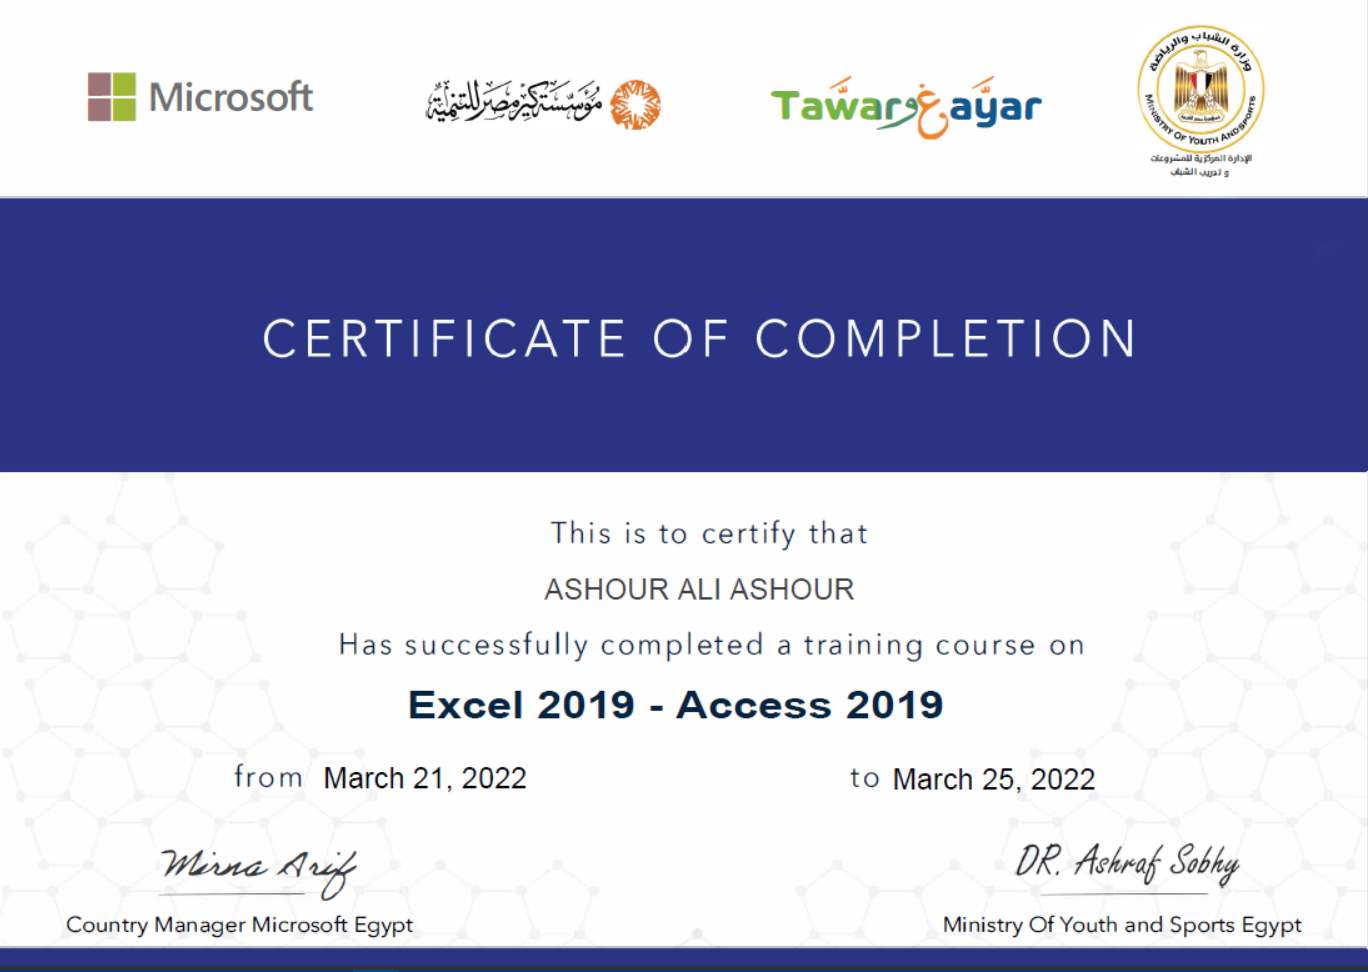 Microsoft
مؤسسة كير مصر للتنمية
Tawar وغ ayar
وزارة الشباب والرياضة
MINISTRY OF YOUTH AND SPORTS
الإدارة المركزية للمشروعات
و تدريب الشباب
CERTIFICATE OF COMPLETION
This is to certify that
ASHOUR ALI ASHOUR
Has successfully completed a training course on
Excel 2019 - Access 2019
from March 21, 2022
to March 25, 2022
Mirna Arif
DR. Ashraf Sobhy
Country Manager Microsoft Egypt
Ministry Of Youth and Sports Egypt